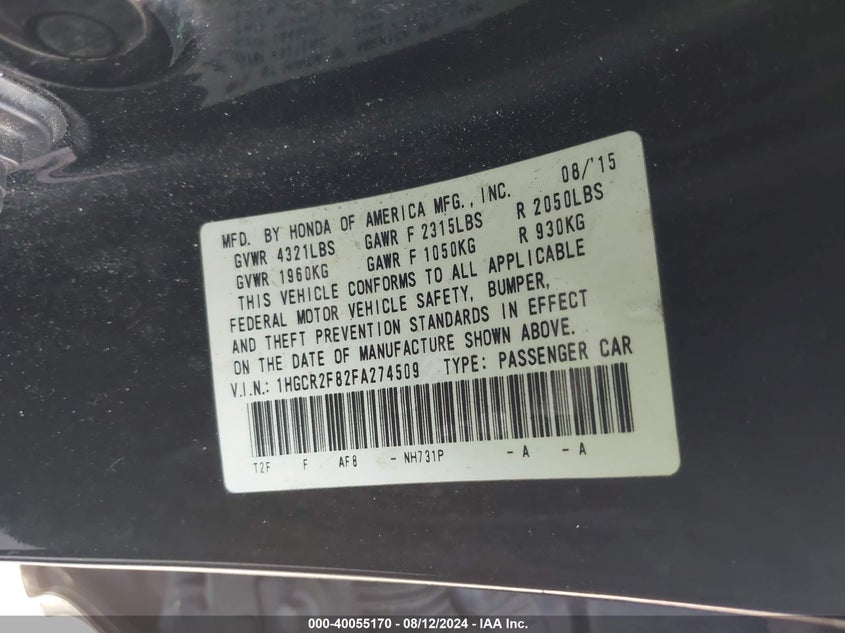 MFD. BY HONDA OF AMERICA MFG., INC. 08/'15
GVWR 4321LBS GAWR F 2315LBS R 2050LBS
GVWR 1960KG GAWR F 1050KG R 930KG
THIS VEHICLE CONFORMS TO ALL APPLICABLE
FEDERAL MOTOR VEHICLE SAFETY, BUMPER,
AND THEFT PREVENTION STANDARDS IN EFFECT
ON THE DATE OF MANUFACTURE SHOWN ABOVE.
V.I.N.: 1HGCR2F82FA274509 TYPE: PASSENGER CAR
T2F F AF8 - NH731P - A - A
000-40055170 - 08/12/2024 - IAA Inc.